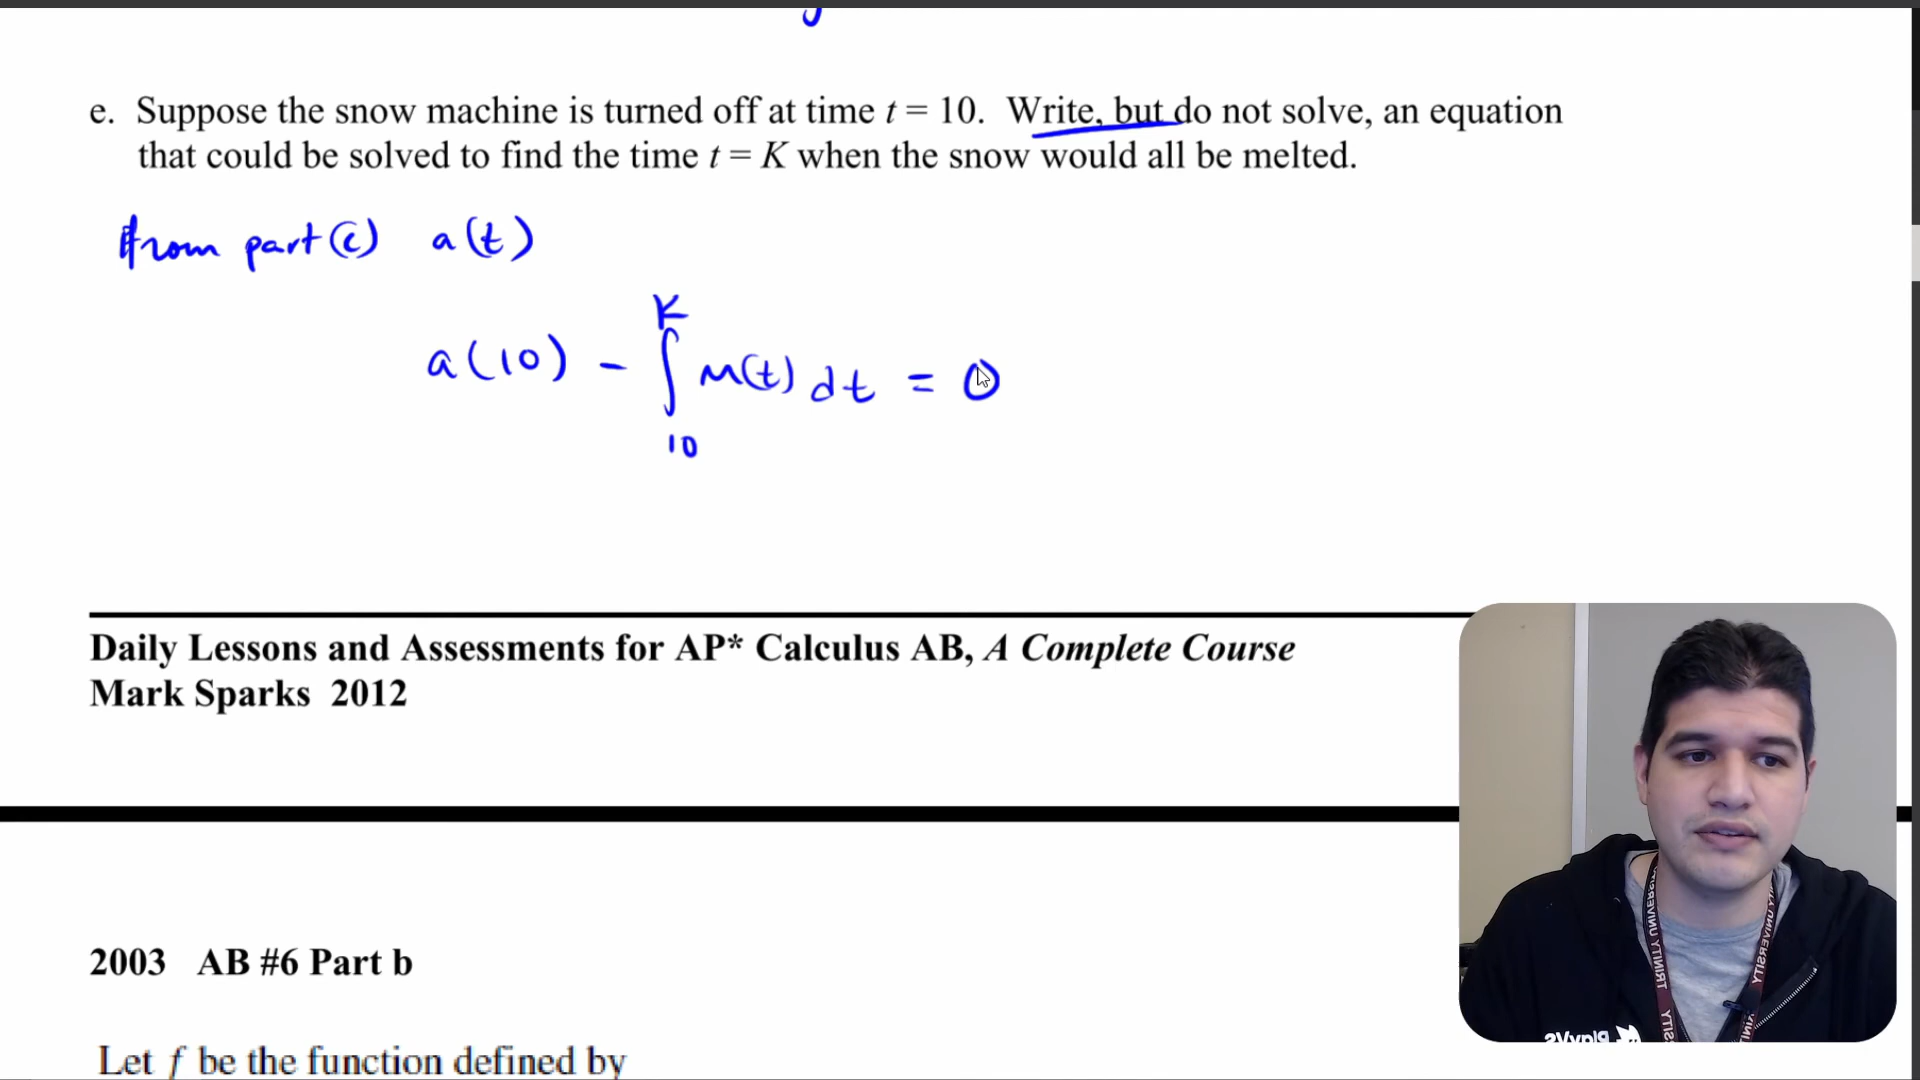 e. Suppose the snow machine is turned off at time t = 10. Write, but do not solve, an equation
that could be solved to find the time t = K when the snow would all be melted.
from part (c) a(t)
K
a(10) - ∫ M(t) dt = 0
10
Daily Lessons and Assessments for AP* Calculus AB, A Complete Course
Mark Sparks 2012
2003 AB #6 Part b
Let f be the function defined by
TRINITY UNIVERSITY